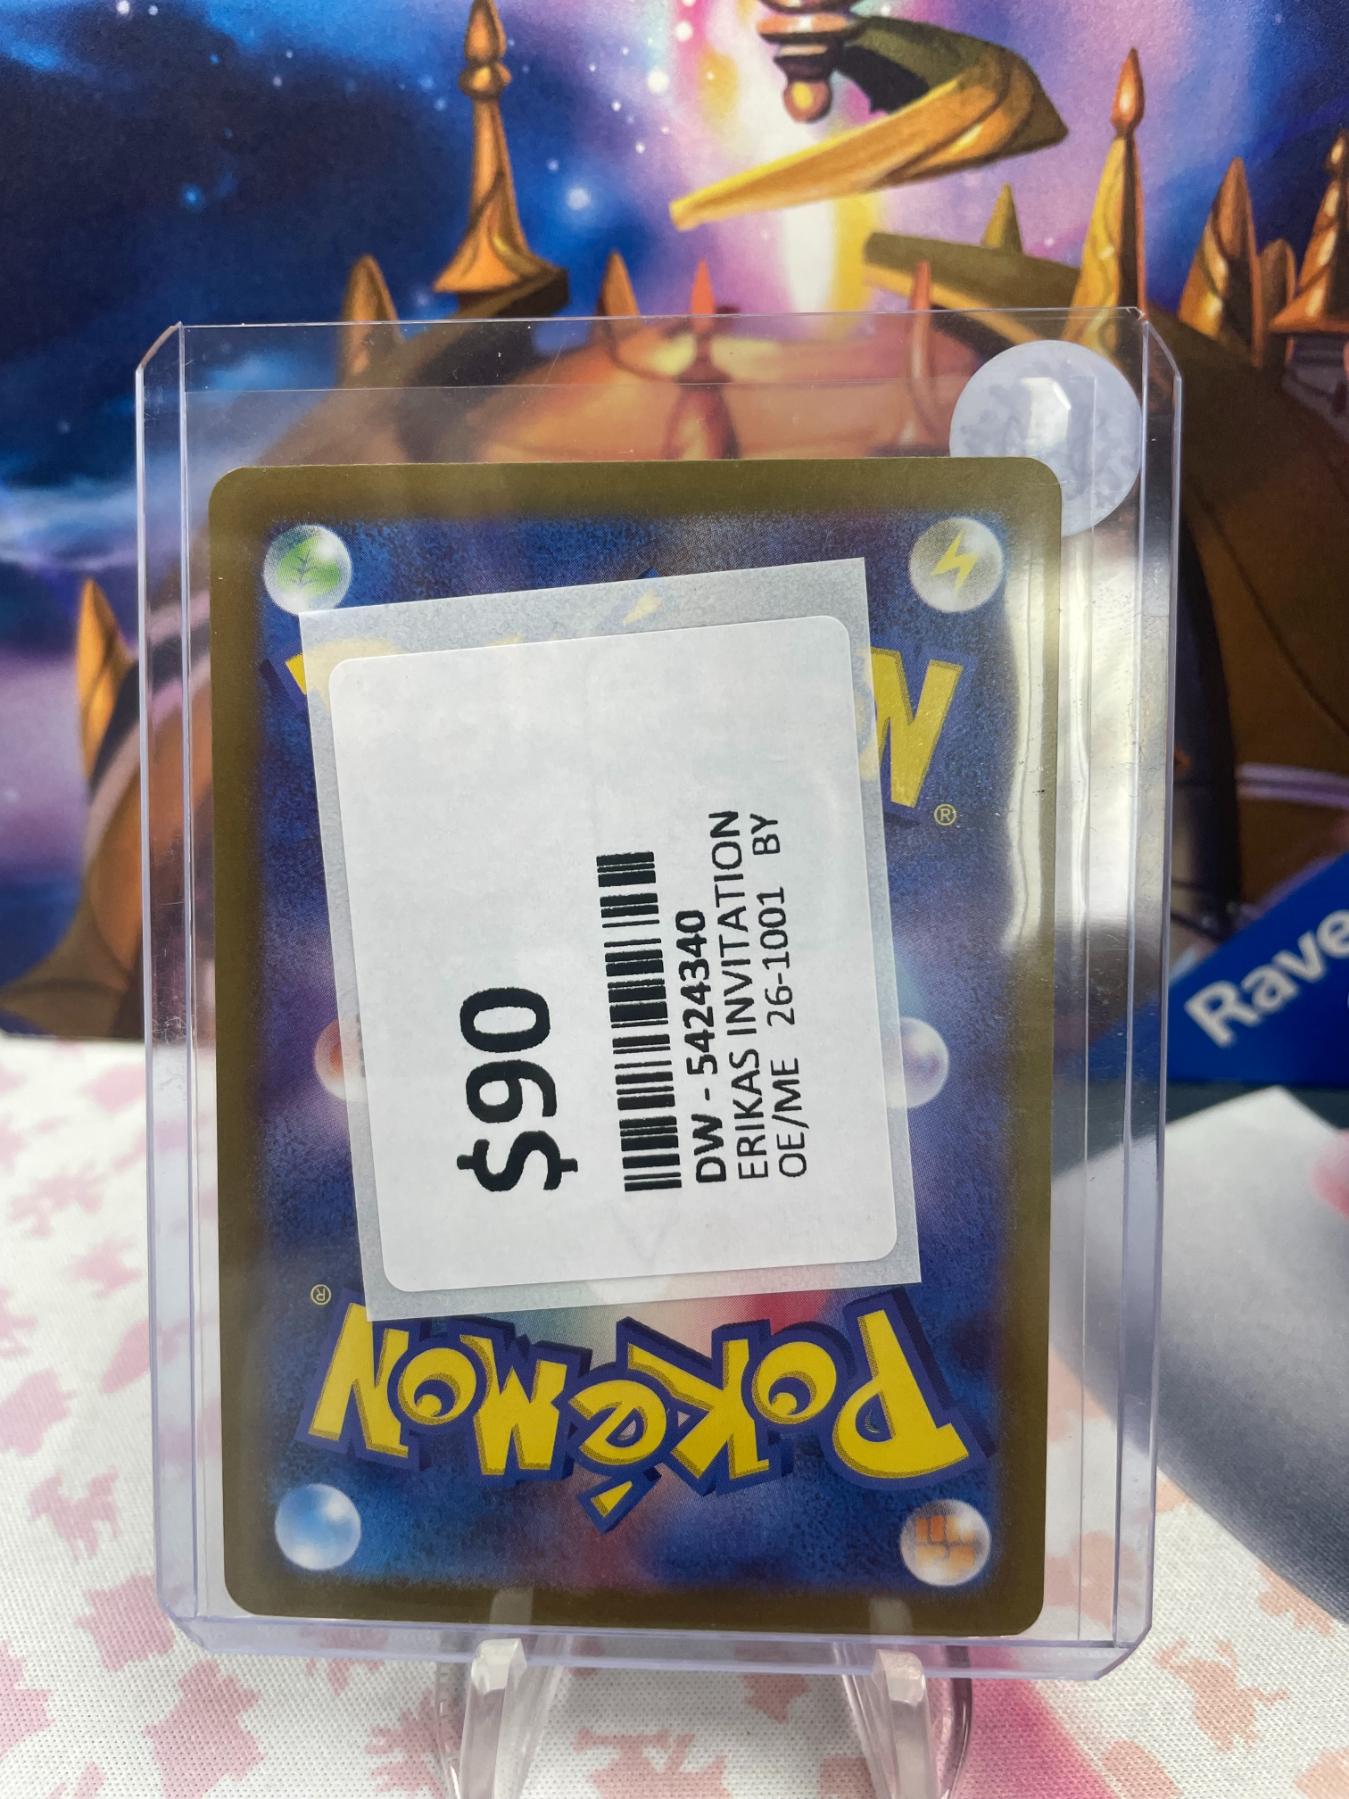 $90
DW - 5424340
ERIKAS INVITATION
OE/ME 26-1001 BY
N®
POKéMON®
Rave